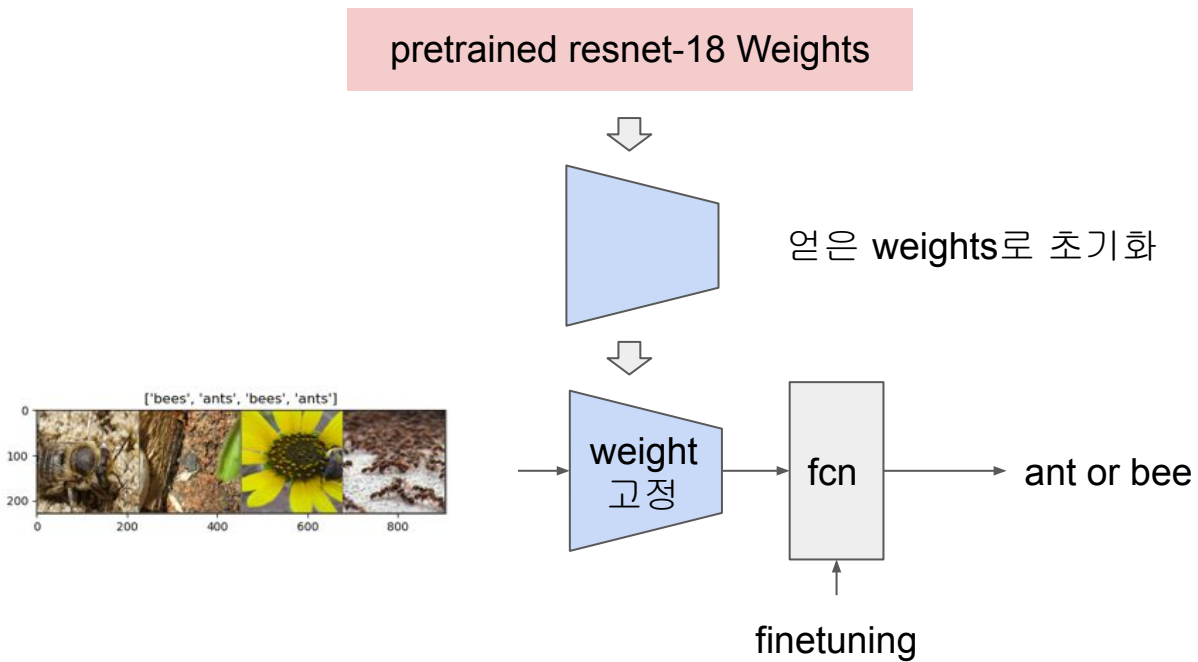 pretrained resnet-18 Weights
얻은 weights로 초기화
['bees', 'ants', 'bees', 'ants']
0
100
200
0
200
400
600
800
weight
고정
fcn
ant or bee
finetuning